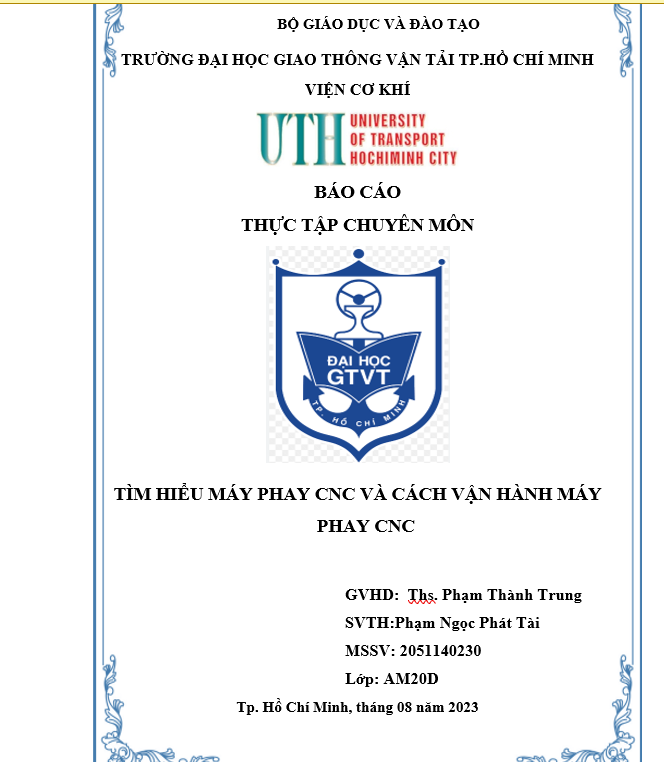 BỘ GIÁO DỤC VÀ ĐÀO TẠO
TRƯỜNG ĐẠI HỌC GIAO THÔNG VẬN TẢI TP.HỒ CHÍ MINH
VIỆN CƠ KHÍ
UTH UNIVERSITY
OF TRANSPORT
HOCHIMINH CITY
BÁO CÁO
THỰC TẬP CHUYÊN MÔN
ĐẠI HỌC
GTVT
TP. HỒ CHÍ MINH
TÌM HIỂU MÁY PHAY CNC VÀ CÁCH VẬN HÀNH MÁY
PHAY CNC
GVHD: Ths. Phạm Thành Trung
SVTH:Phạm Ngọc Phát Tài
MSSV: 2051140230
Lớp: AM20D
Tp. Hồ Chí Minh, tháng 08 năm 2023